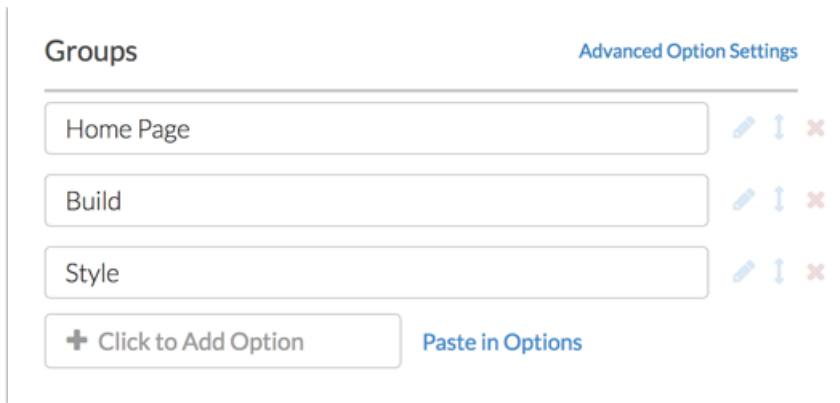 Groups
Advanced Option Settings
Home Page
Build
Style
Click to Add Option
Paste in Options